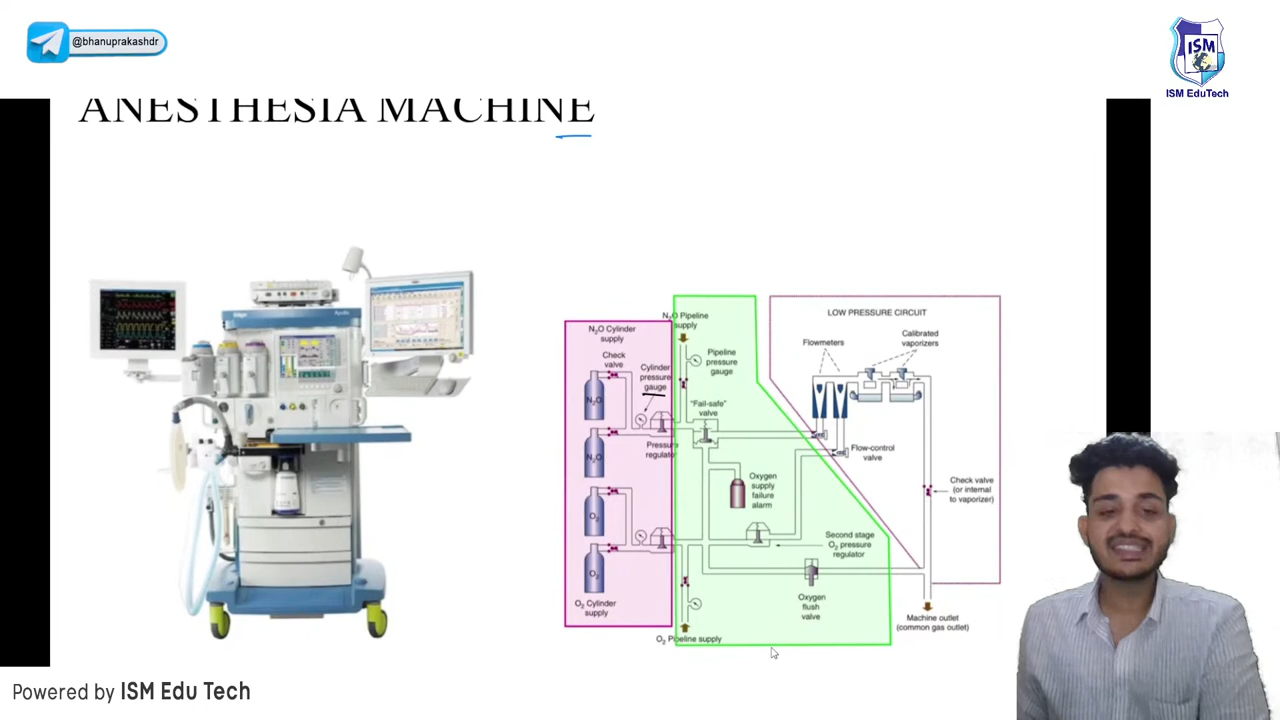 @bhanuprakashdr
ISM
ISM EduTech
ANESTHESIA MACHINE
N₂O Cylinder
supply
Check
valve
Cylinder
pressure
gauge
N₂O
N₂O
Pressure
regulator
O₂
O₂
O₂ Cylinder
supply
N₂O Pipeline
supply
Pipeline
pressure
gauge
"Fail-safe"
valve
Oxygen
supply
failure
alarm
Second stage
O₂ pressure
regulator
Oxygen
flush
valve
O₂ Pipeline supply
LOW PRESSURE CIRCUIT
Flowmeters
Calibrated
vaporizers
Flow-control
valve
Check valve
(or internal
to vaporizer)
Machine outlet
(common gas outlet)
Powered by ISM Edu Tech